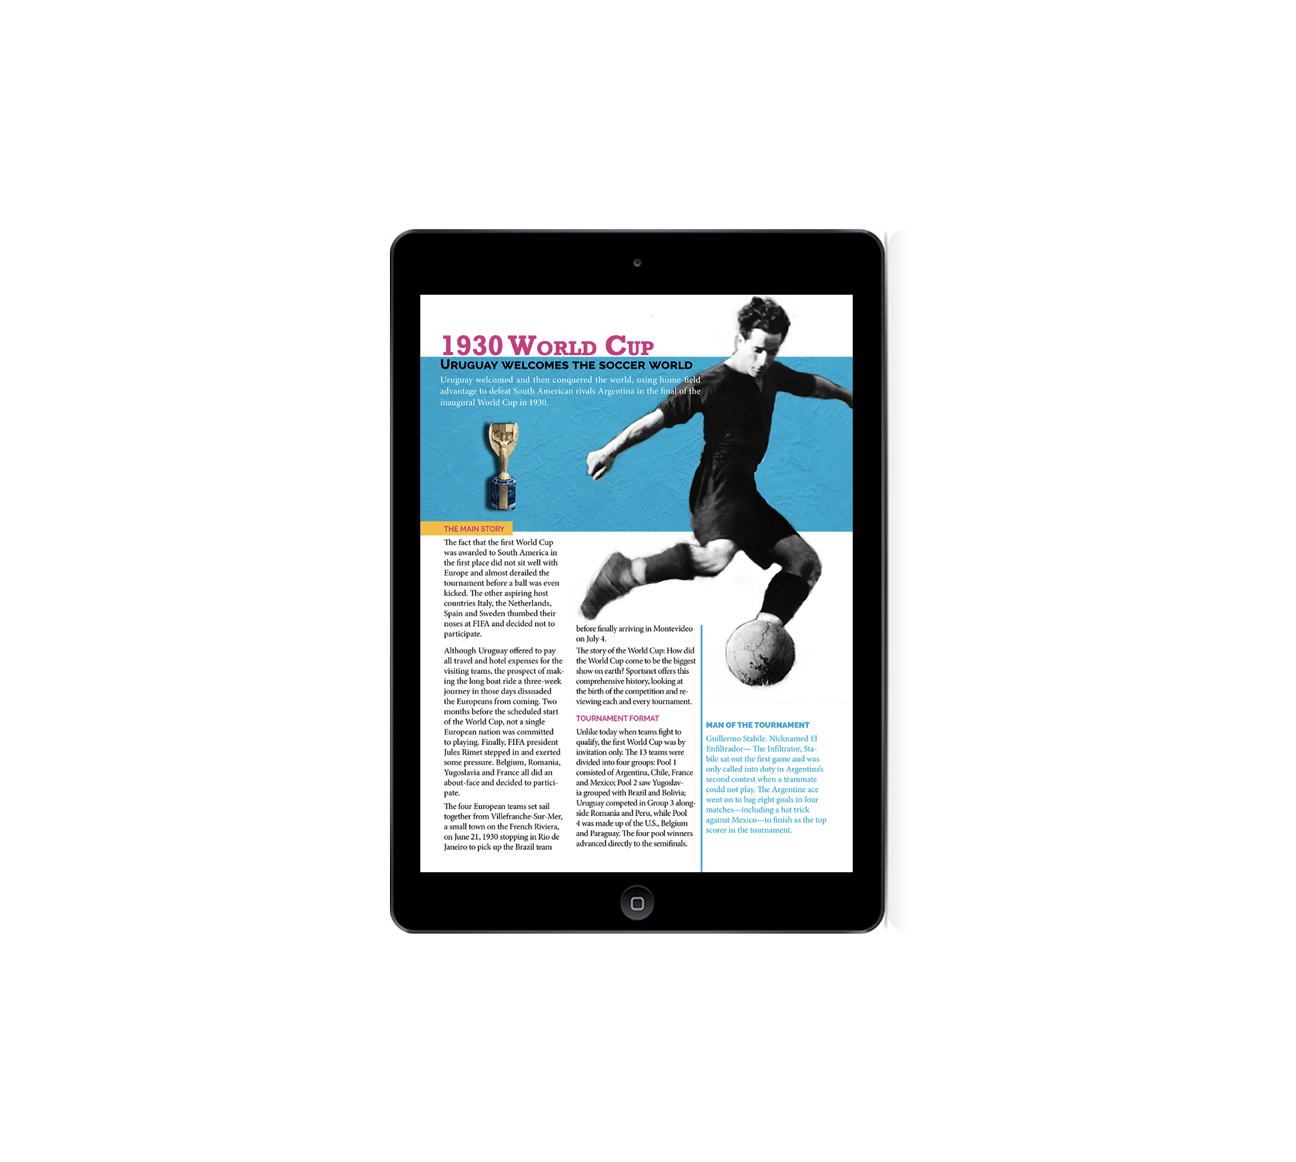 1930 World Cup
Uruguay welcomes the soccer world
Uruguay welcomed and then conquered the world, using home field
advantage to defeat South American rivals Argentina in the final of the
inaugural World Cup in 1930.
THE MAIN STORY
The fact that the first World Cup
was awarded to South America in
the first place did not sit well with
Europe and almost derailed the
tournament before a ball was even
kicked. The other aspiring host
countries Italy, the Netherlands,
Spain and Sweden thumbed their
noses at FIFA and decided not to
participate.
Although Uruguay offered to pay
all travel and hotel expenses for the
visiting teams, the prospect of mak-
ing the long boat ride a three-week
journey in those days dissuaded
the Europeans from coming. Two
months before the scheduled start
of the World Cup, not a single
European nation was committed
to playing. Finally, FIFA president
Jules Rimet stepped in and exerted
some pressure. Belgium, Romania,
Yugoslavia and France all did an
about-face and decided to partici-
pate.
The four European teams set sail
together from Villefranche-Sur-Mer,
a small town on the French Riviera,
on June 21, 1930 stopping in Rio de
Janeiro to pick up the Brazil team
before finally arriving in Montevideo
on July 4.
The story of the World Cup: How did
the World Cup come to be the biggest
show on earth? Sportsnet offers this
comprehensive history, looking at
the birth of the competition and re-
viewing each and every tournament.
TOURNAMENT FORMAT
Unlike today when teams fight to
qualify, the first World Cup was by
invitation only. The 13 teams were
divided into four groups: Pool 1
consisted of Argentina, Chile, France
and Mexico; Pool 2 saw Yugoslav-
ia grouped with Brazil and Bolivia;
Uruguay competed in Group 3 along-
side Romania and Peru, while Pool
4 was made up of the U.S., Belgium
and Paraguay. The four pool winners
advanced directly to the semifinals.
MAN OF THE TOURNAMENT
Guillermo Stabile. Nicknamed El
Enfiltrador— The Infiltrator, Sta-
bile sat out the first game and was
only called into duty in Argentina's
second contest when a teammate
could not play. The Argentine ace
went on to bag eight goals in four
matches—including a hat trick
against Mexico—to finish as the top
scorer in the tournament.